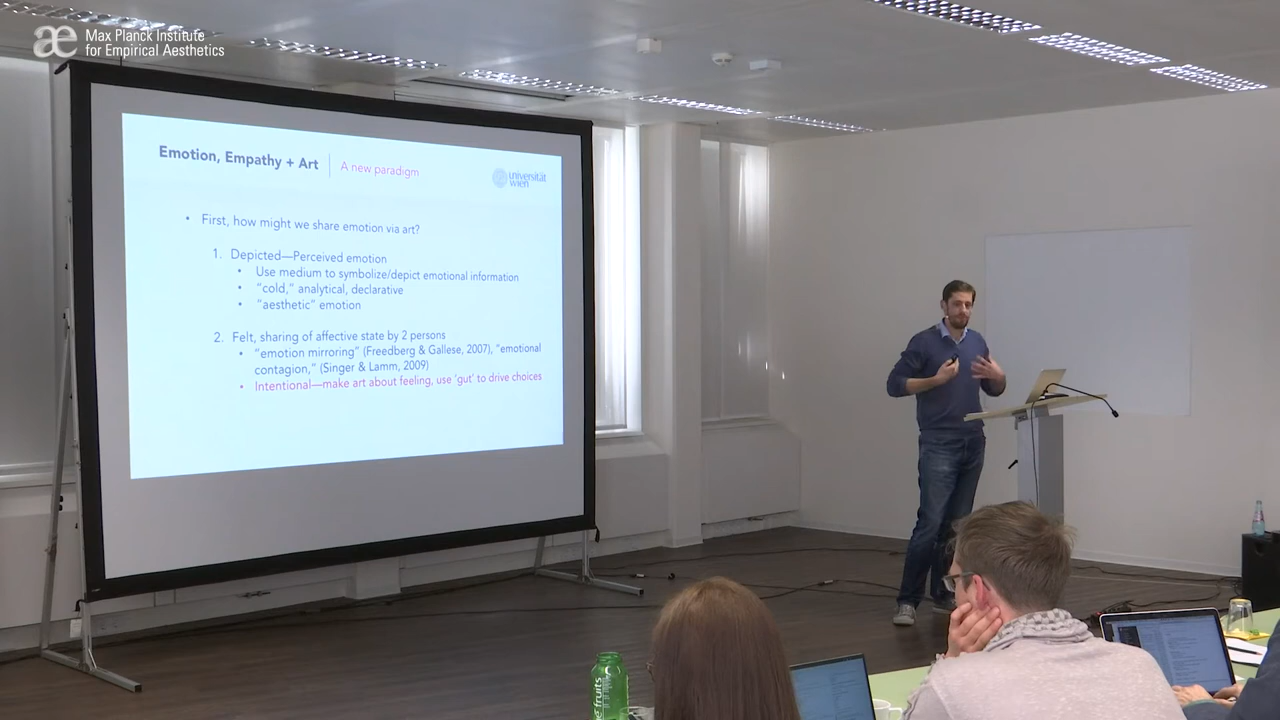 æ Max Planck Institute
for Empirical Aesthetics
Emotion, Empathy + Art | A new paradigm
universität
wien
• First, how might we share emotion via art?
1. Depicted—Perceived emotion
• Use medium to symbolize/depict emotional information
• “cold,” analytical, declarative
• “aesthetic” emotion
2. Felt, sharing of affective state by 2 persons
• “emotion mirroring” (Freedberg & Gallese, 2007), “emotional
contagion,” (Singer & Lamm, 2009)
• Intentional—make art about feeling, use ‘gut’ to drive choices
fruits